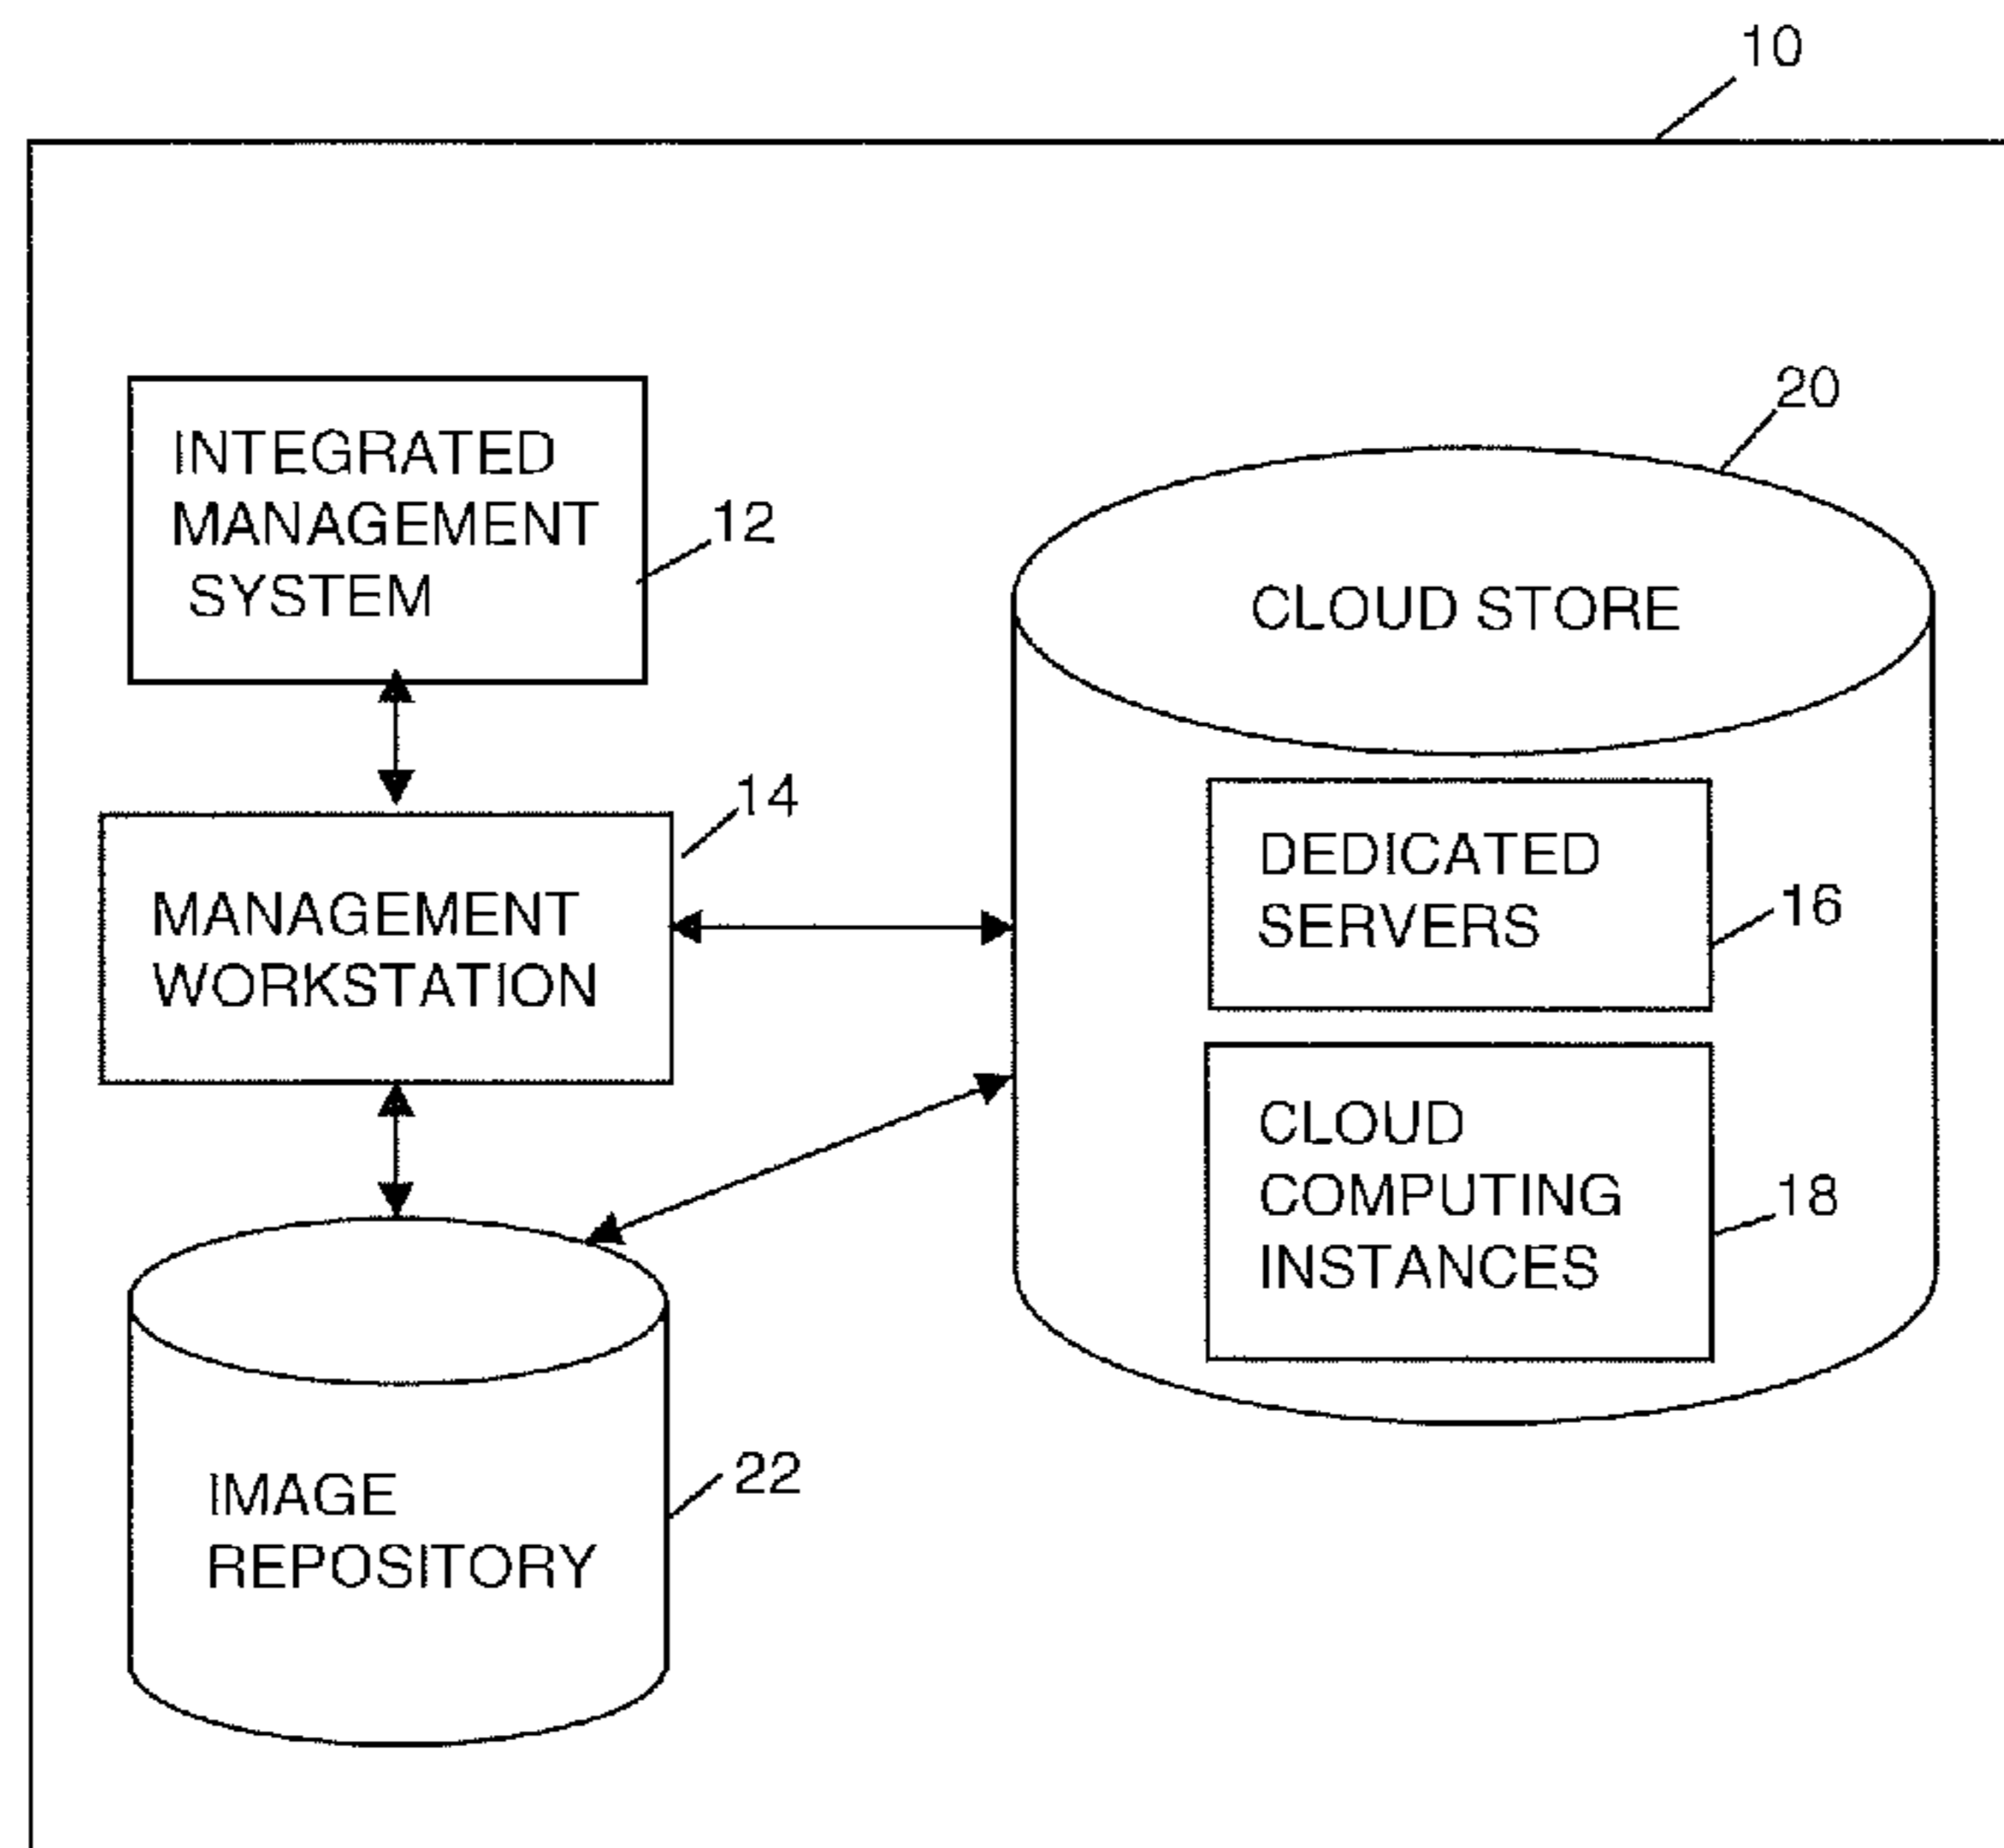 10
INTEGRATED
MANAGEMENT
SYSTEM
12
20
CLOUD STORE
14
MANAGEMENT
WORKSTATION
DEDICATED
SERVERS
16
CLOUD
COMPUTING
INSTANCES
18
IMAGE
REPOSITORY
22